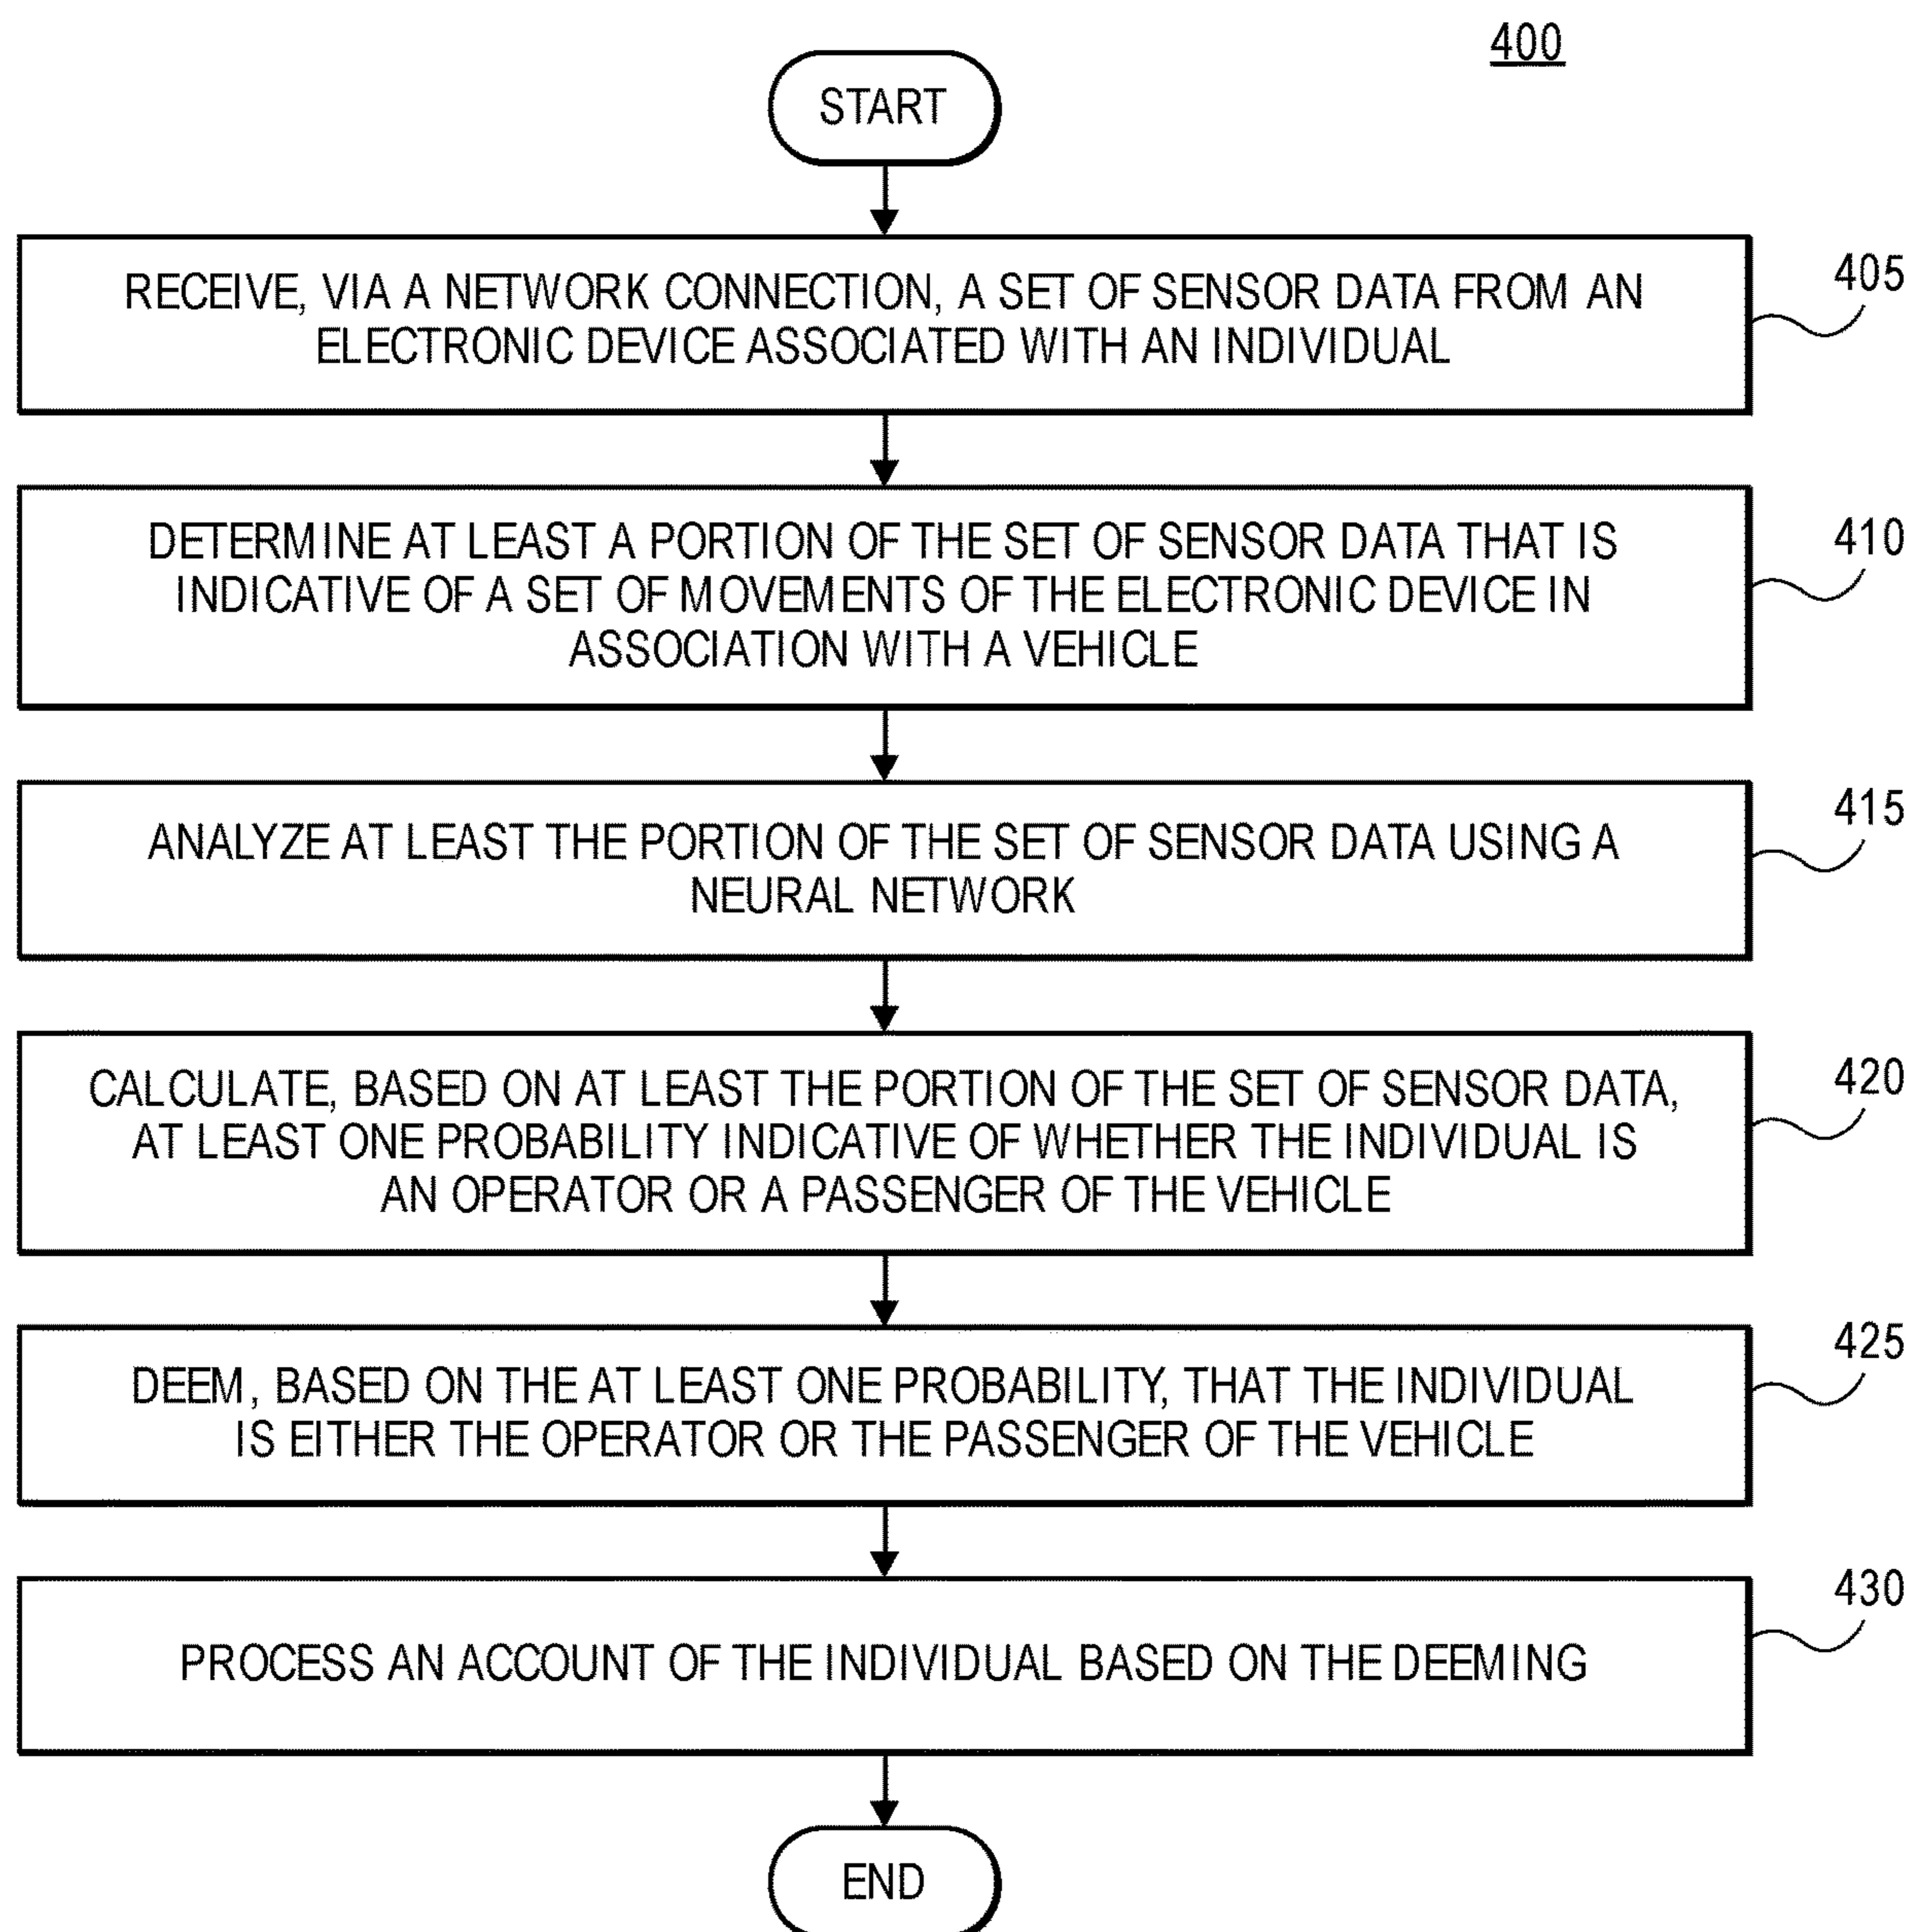 400
START
RECEIVE, VIA A NETWORK CONNECTION, A SET OF SENSOR DATA FROM AN
ELECTRONIC DEVICE ASSOCIATED WITH AN INDIVIDUAL
405
DETERMINE AT LEAST A PORTION OF THE SET OF SENSOR DATA THAT IS
INDICATIVE OF A SET OF MOVEMENTS OF THE ELECTRONIC DEVICE IN
ASSOCIATION WITH A VEHICLE
410
ANALYZE AT LEAST THE PORTION OF THE SET OF SENSOR DATA USING A
NEURAL NETWORK
415
CALCULATE, BASED ON AT LEAST THE PORTION OF THE SET OF SENSOR DATA,
AT LEAST ONE PROBABILITY INDICATIVE OF WHETHER THE INDIVIDUAL IS
AN OPERATOR OR A PASSENGER OF THE VEHICLE
420
DEEM, BASED ON THE AT LEAST ONE PROBABILITY, THAT THE INDIVIDUAL
IS EITHER THE OPERATOR OR THE PASSENGER OF THE VEHICLE
425
PROCESS AN ACCOUNT OF THE INDIVIDUAL BASED ON THE DEEMING
430
END